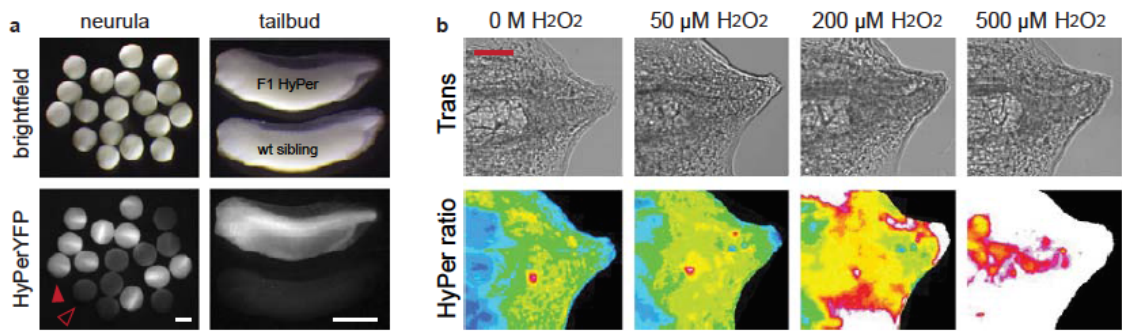 a
neurula
tailbud
brightfield
F1 HyPer
wt sibling
HyPerYFP
b
0 M H2O2
50 µM H2O2
200 µM H2O2
500 µM H2O2
Trans
HyPer ratio